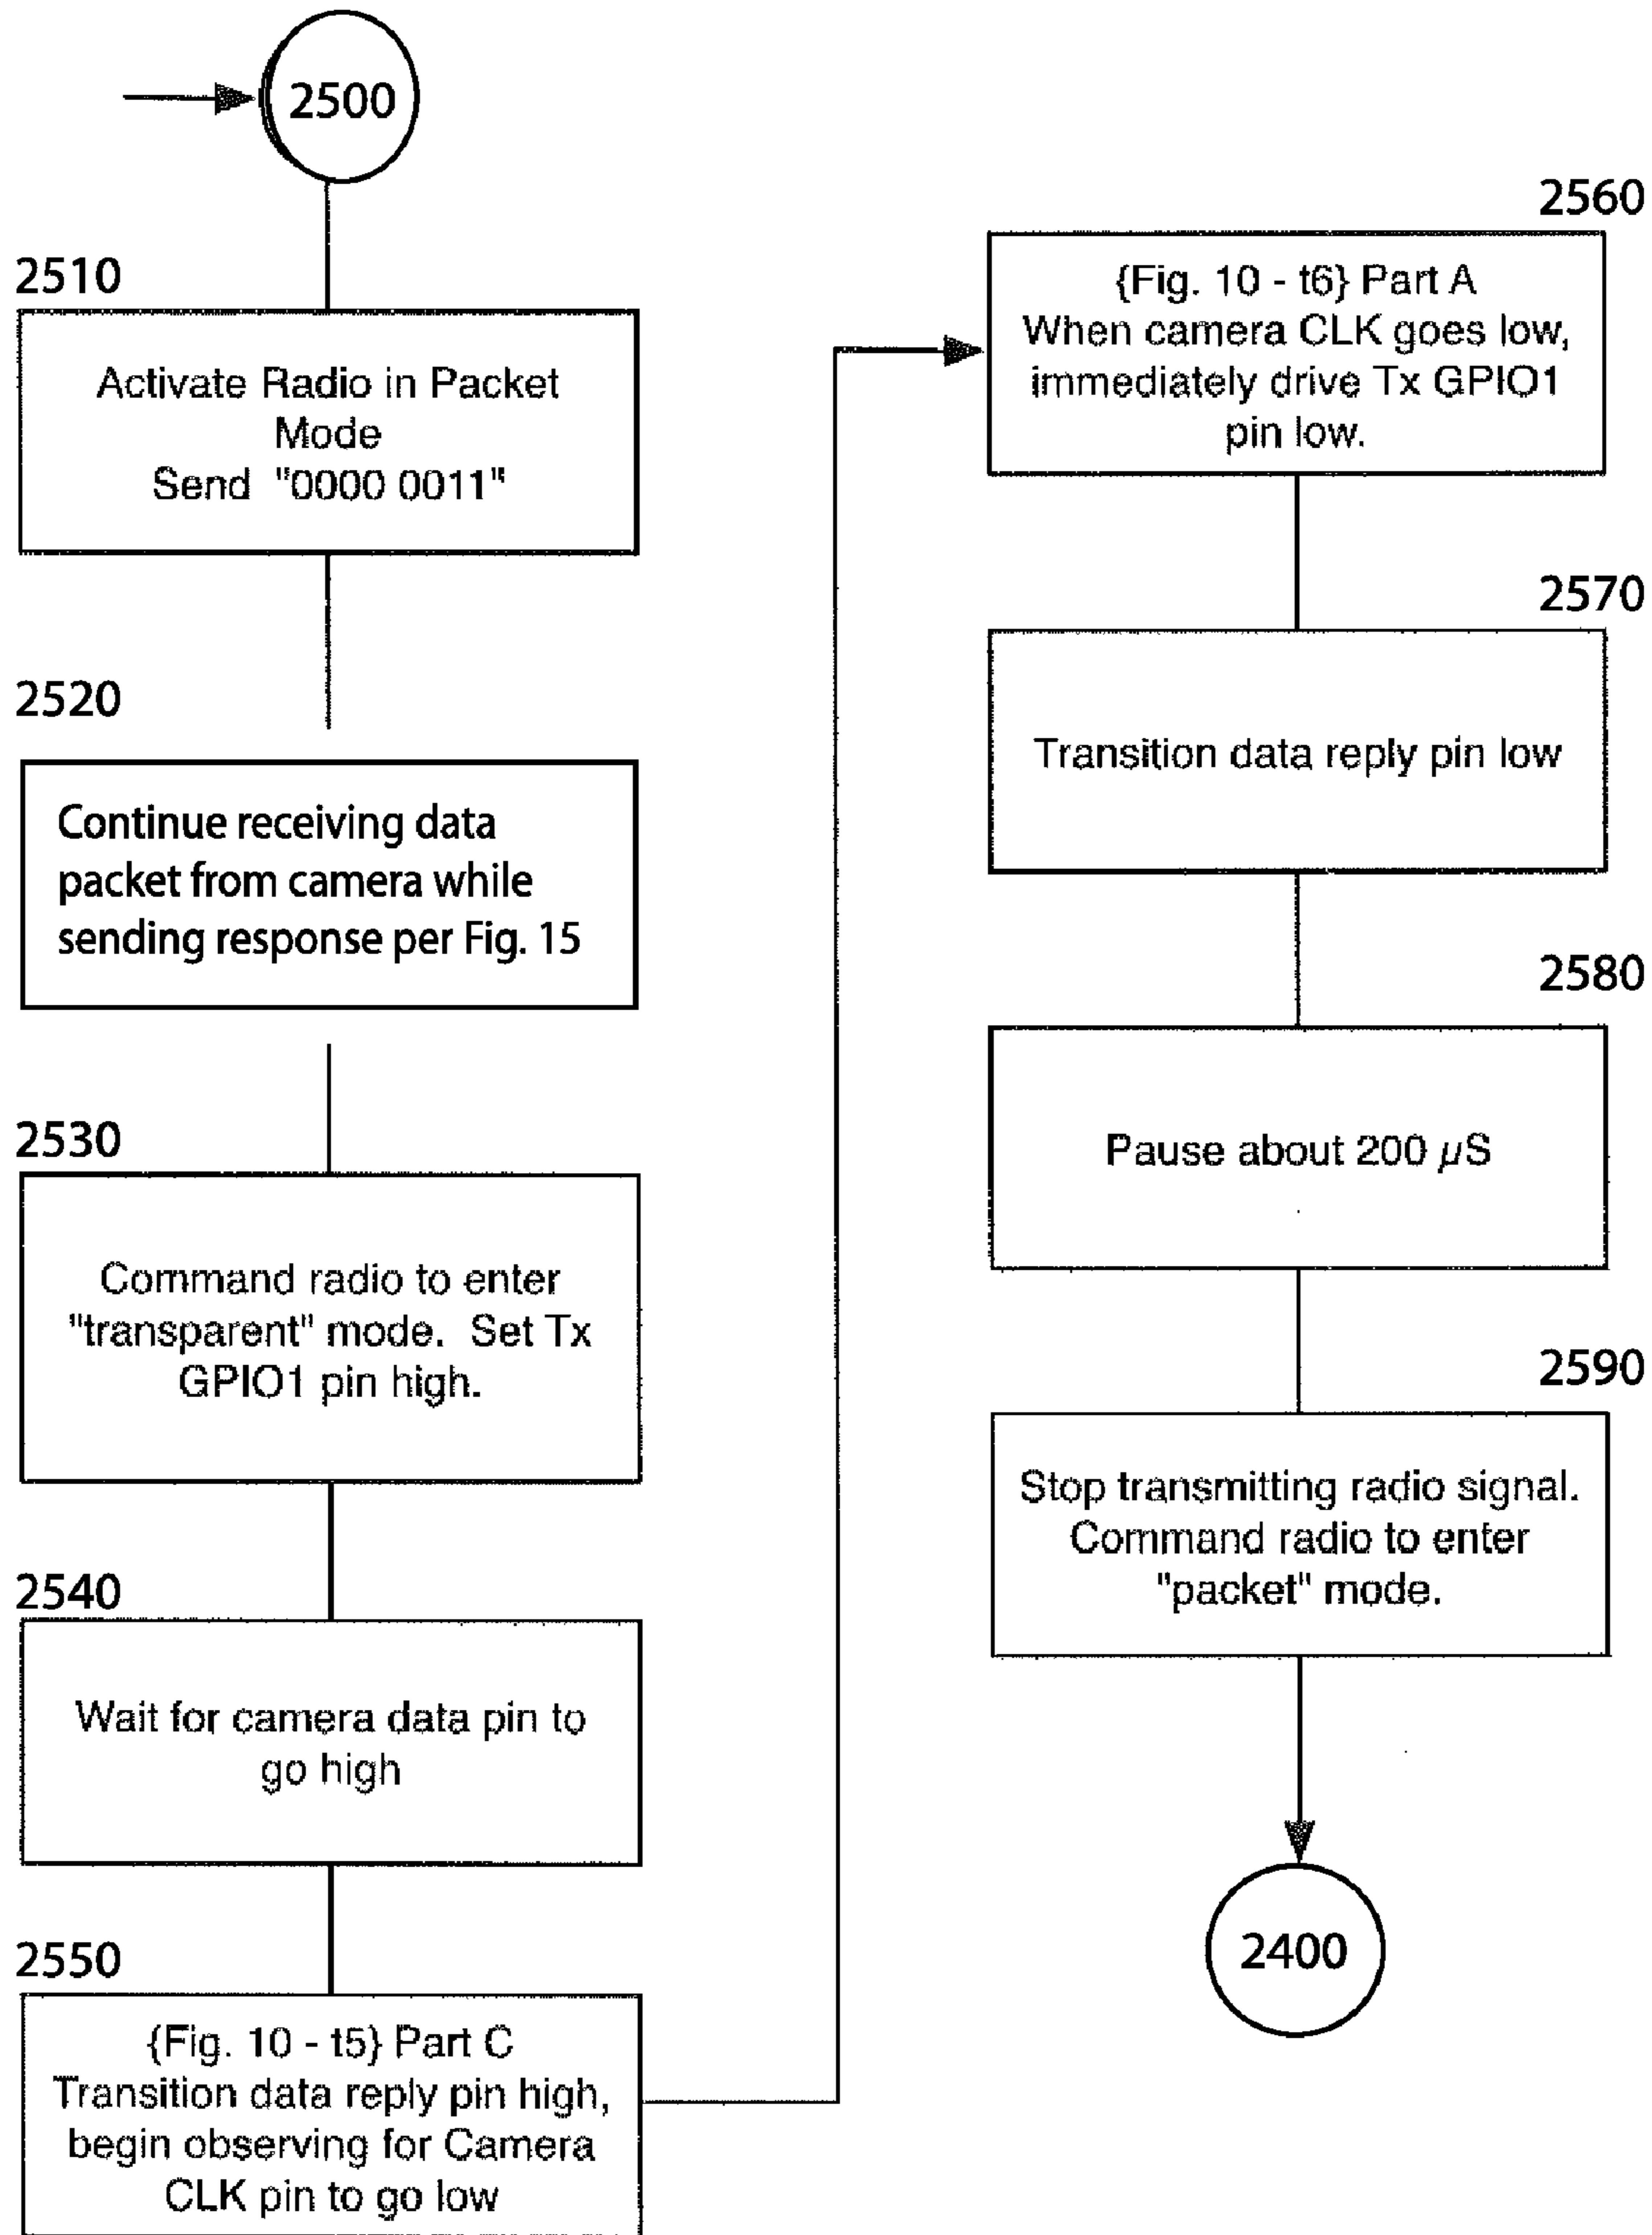 2500
2510
Activate Radio in Packet
Mode
Send "0000 0011"
2520
Continue receiving data
packet from camera while
sending response per Fig. 15
2530
Command radio to enter
"transparent" mode. Set Tx
GPIO1 pin high.
2540
Wait for camera data pin to
go high
2550
{Fig. 10 - t5} Part C
Transition data reply pin high,
begin observing for Camera
CLK pin to go low
2560
{Fig. 10 - t6} Part A
When camera CLK goes low,
immediately drive Tx GPIO1
pin low.
2570
Transition data reply pin low
2580
Pause about 200 µS
2590
Stop transmitting radio signal.
Command radio to enter
"packet" mode.
2400